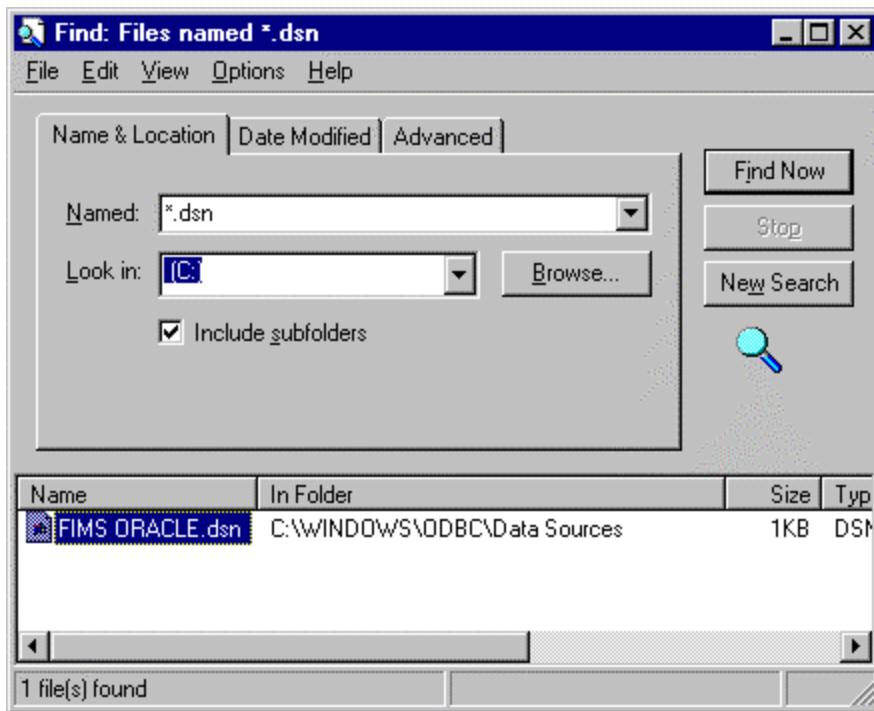 Find: Files named *.dsn
File Edit View Options Help
Name & Location Date Modified Advanced
Find Now
Named: *.dsn
Stop
Look in: (C:) Browse...
New Search
Include subfolders
Name In Folder Size Typ
FIMS ORACLE.dsn C:\WINDOWS\ODBC\Data Sources 1KB DSN
1 file(s) found